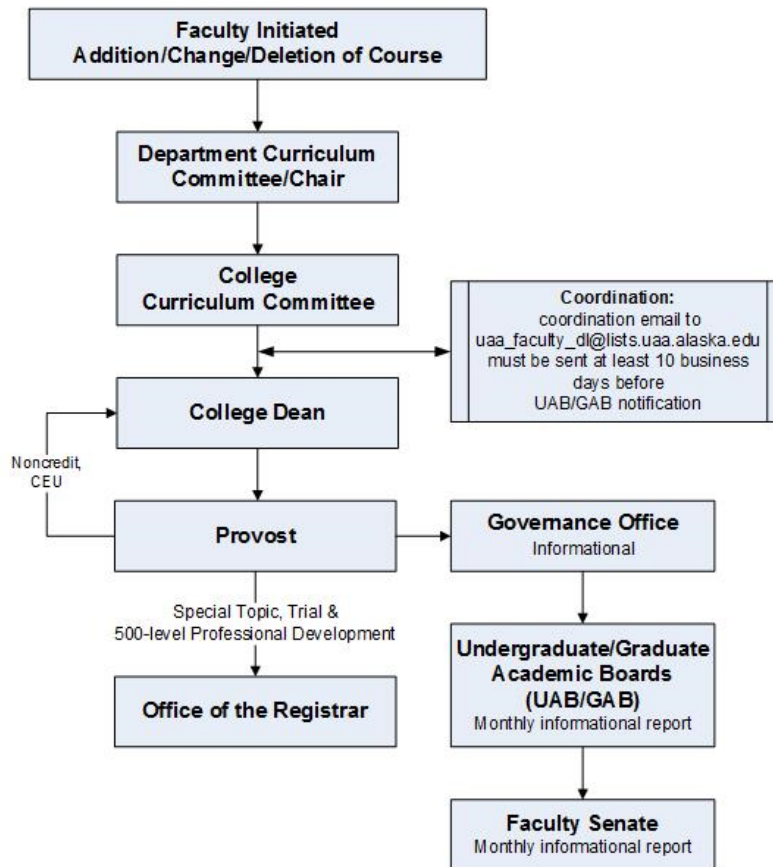 Faculty Initiated
Addition/Change/Deletion of Course
Department Curriculum
Committee/Chair
College
Curriculum Committee
Coordination:
coordination email to
uaa_faculty_dl@lists.uaa.alaska.edu
must be sent at least 10 business
days before
UAB/GAB notification
College Dean
Noncredit,
CEU
Provost
Governance Office
Informational
Special Topic, Trial &
500-level Professional Development
Undergraduate/Graduate
Academic Boards
(UAB/GAB)
Monthly informational report
Office of the Registrar
Faculty Senate
Monthly informational report